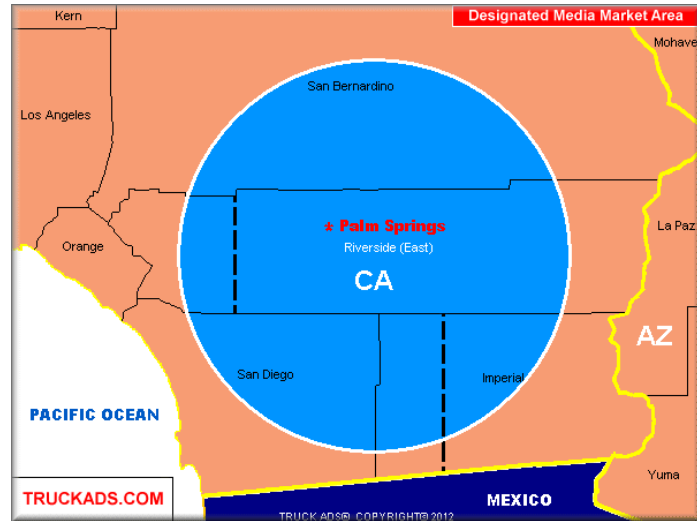 Designated Media Market Area
Kern
Mohave
San Bernardino
Los Angeles
* Palm Springs
La Paz
Orange
Riverside (East)
CA
AZ
San Diego
Imperial
PACIFIC OCEAN
Yuma
TRUCKADS.COM
MEXICO
TRUCK ADS® COPYRIGHT© 2012